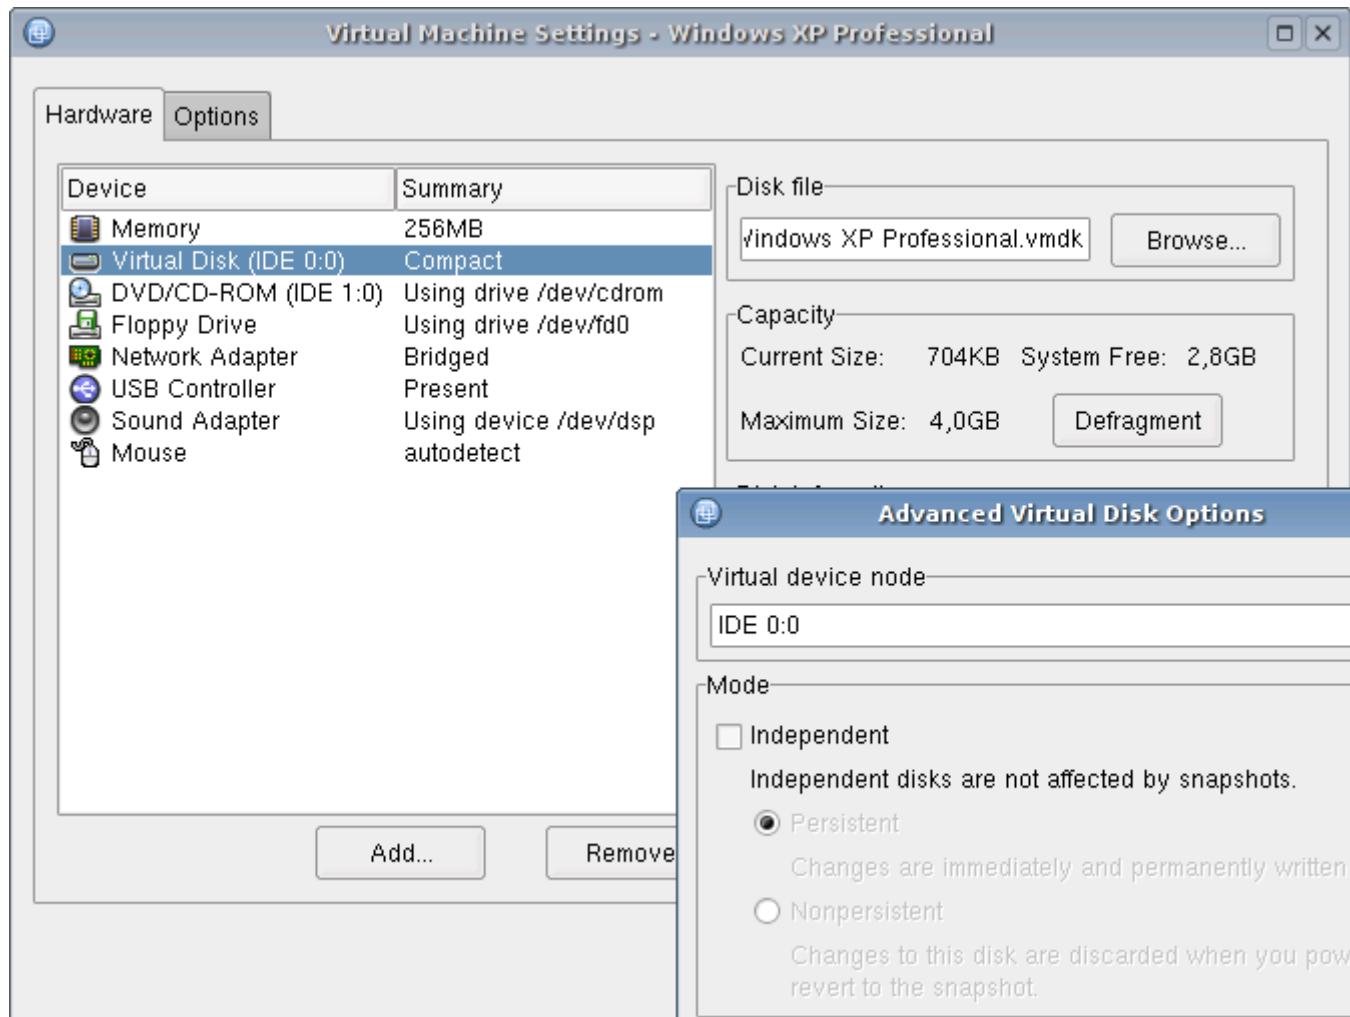 Virtual Machine Settings - Windows XP Professional
Hardware Options
Device Summary
Memory 256MB
Virtual Disk (IDE 0:0) Compact
DVD/CD-ROM (IDE 1:0) Using drive /dev/cdrom
Floppy Drive Using drive /dev/fd0
Network Adapter Bridged
USB Controller Present
Sound Adapter Using device /dev/dsp
Mouse autodetect
Add... Remove
Disk file
Windows XP Professional.vmdk Browse...
Capacity
Current Size: 704KB System Free: 2,8GB
Maximum Size: 4,0GB Defragment
Advanced Virtual Disk Options
Virtual device node
IDE 0:0
Mode
Independent
Independent disks are not affected by snapshots.
Persistent
Changes are immediately and permanently written
Nonpersistent
Changes to this disk are discarded when you pow
revert to the snapshot.